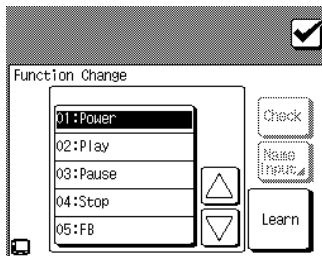 Function Change
01:Power
02:Play
03:Pause
04:Stop
05:FB
Check
Name
Input
Learn